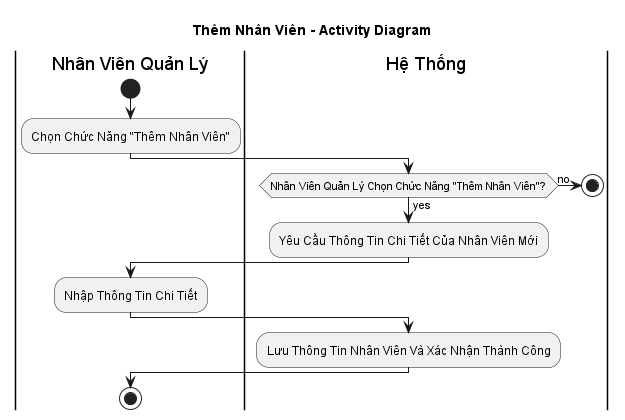 Thêm Nhân Viên - Activity Diagram
Nhân Viên Quản Lý
Hệ Thống
Chọn Chức Năng "Thêm Nhân Viên"
Nhân Viên Quản Lý Chọn Chức Năng "Thêm Nhân Viên"?
no
yes
Yêu Cầu Thông Tin Chi Tiết Của Nhân Viên Mới
Nhập Thông Tin Chi Tiết
Lưu Thông Tin Nhân Viên Và Xác Nhận Thành Công